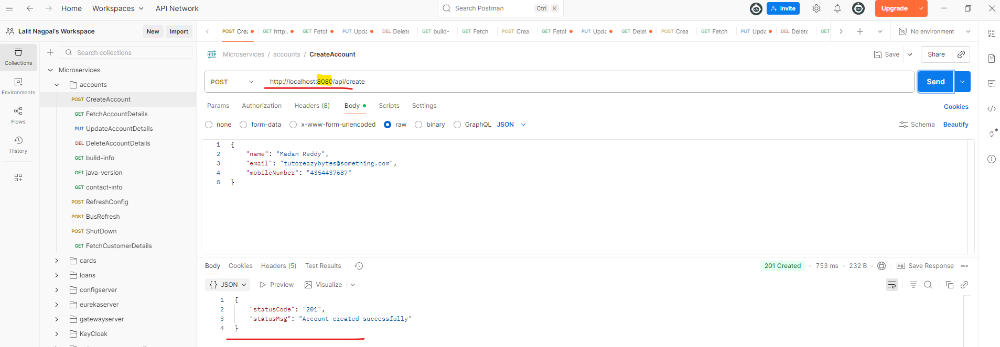 Home Workspaces API Network Search Postman Ctrl K Invite Upgrade
Lalit Nagpal's Workspace New Import
POST Crea GET http:, GET Fetch PUT Upda DEL Delete GET build- GET Fetch POST Crea GET Fetch PUT Upda GET Delet POST Crea GET Fetch PUT Upda DEL Delete GET No environment
Search collections
Collections
Environments
Flows
History
Microservices
accounts
POST CreateAccount
GET FetchAccountDetails
PUT UpdateAccountDetails
DEL DeleteAccountDetails
GET build-info
GET java-version
GET contact-info
POST RefreshConfig
POST BusRefresh
POST ShutDown
GET FetchCustomerDetails
cards
loans
configserver
eurekaserver
gatewayserver
KeyCloak
HTTP Microservices / accounts / CreateAccount Save Share
POST http://localhost:8080/api/create Send
Params Authorization Headers (8) Body Scripts Settings Cookies
none form-data x-www-form-urlencoded raw binary GraphQL JSON Schema Beautify
1 {
2 "name": "Madan Reddy",
3 "email": "tutoreazybytes@something.com",
4 "mobileNumber": "4354437687"
5 }
Body Cookies Headers (5) Test Results 201 Created 753 ms 232 B e.g. Save Response
{} JSON Preview Visualize
1 {
2 "statusCode": "201",
3 "statusMsg": "Account created successfully"
4 }